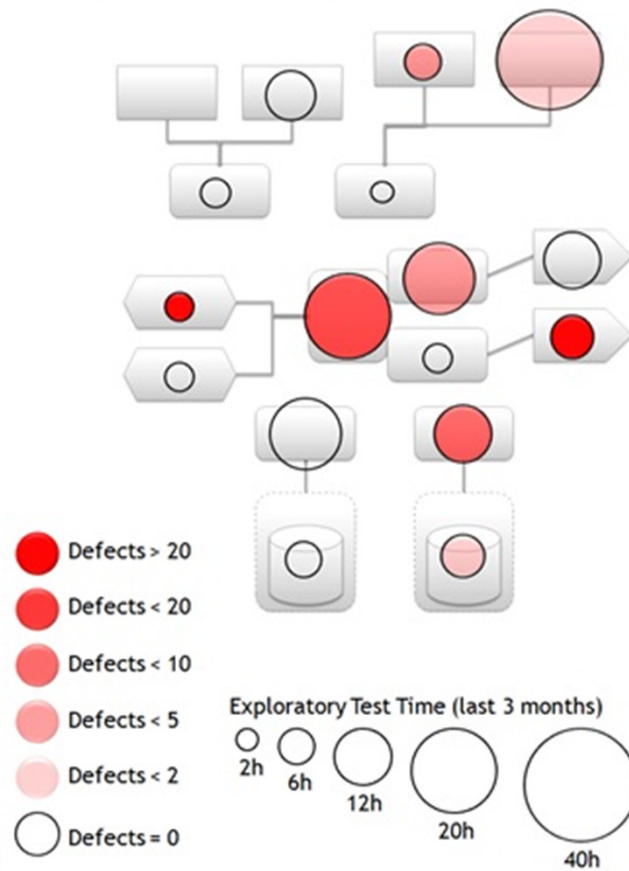 Defects > 20
Defects < 20
Defects < 10
Defects < 5
Defects < 2
Defects = 0
Exploratory Test Time (last 3 months)
2h
6h
12h
20h
40h